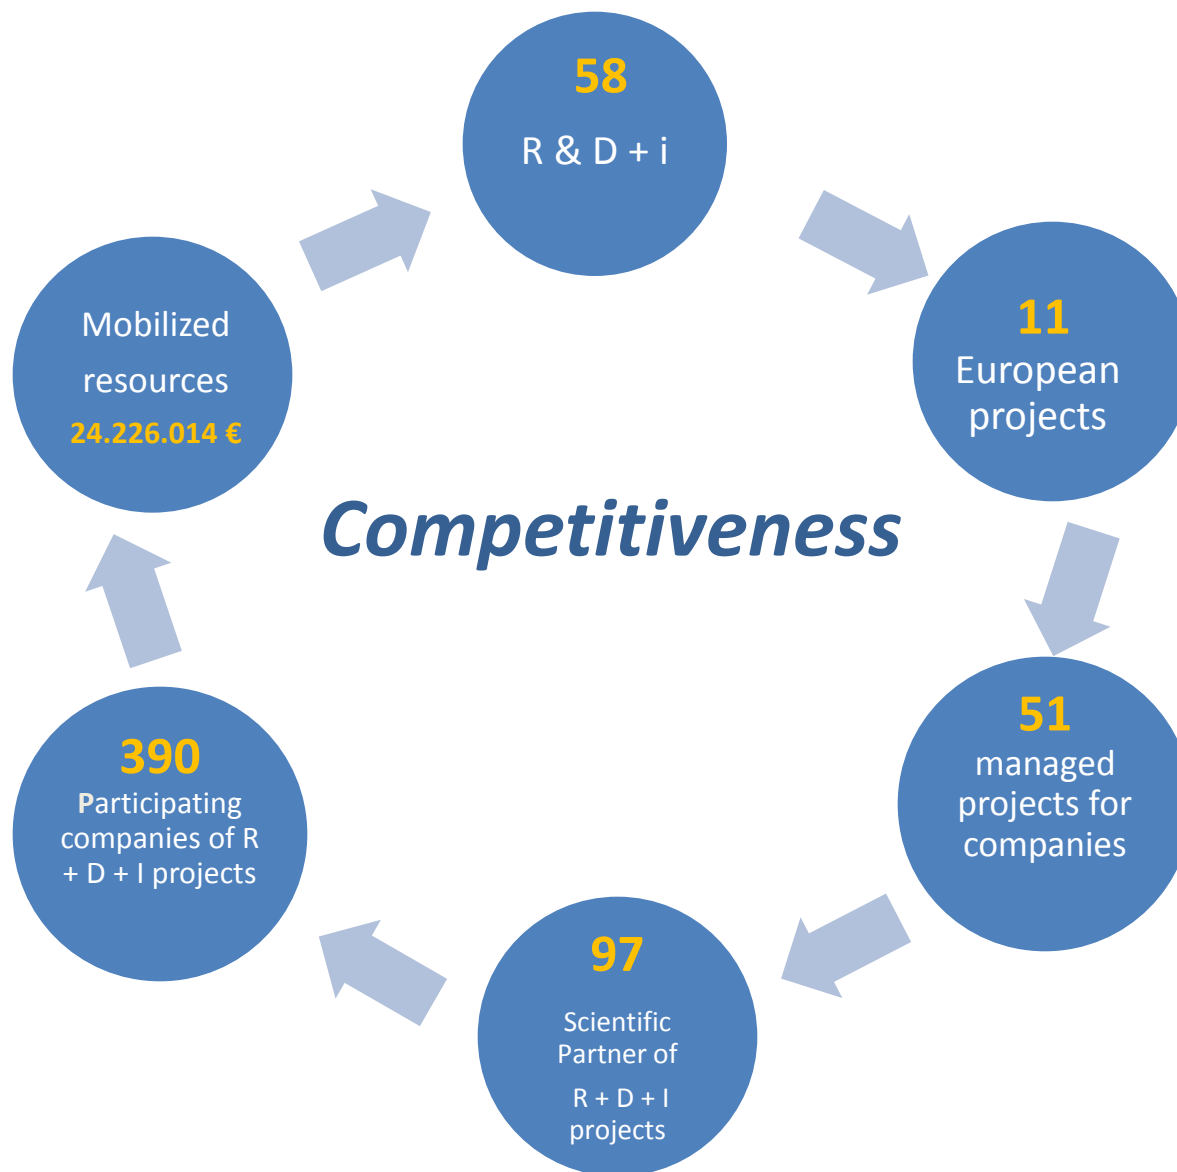 58
R & D + i
11
European
projects
51
managed
projects for
companies
97
Scientific
Partner of
R + D + I
projects
390
Participating
companies of R
+ D + I projects
Mobilized
resources
24.226.014 €
Competitiveness